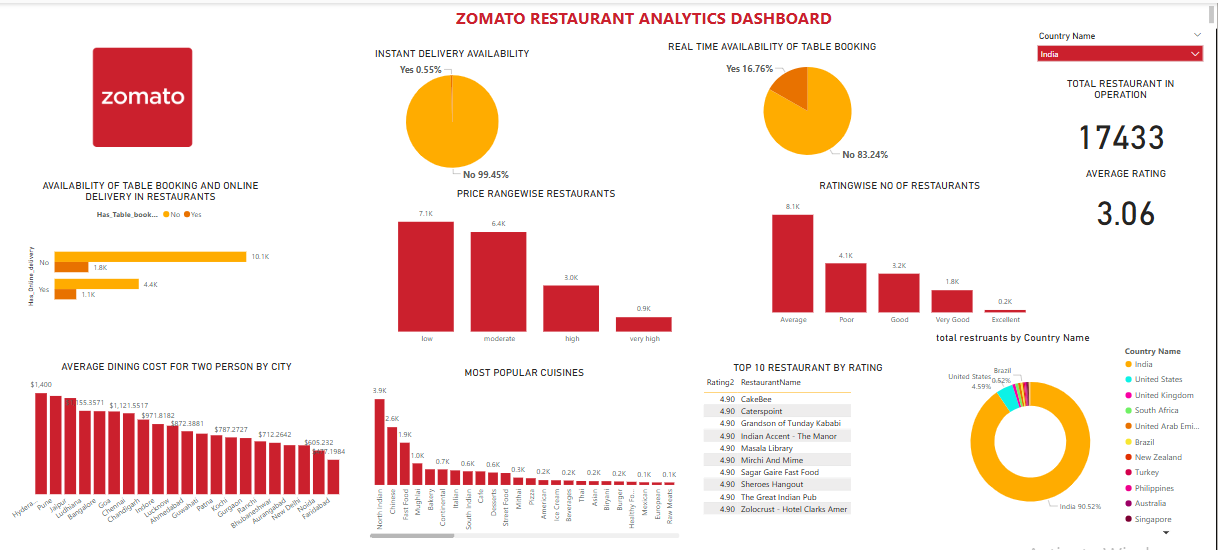 ZOMATO RESTAURANT ANALYTICS DASHBOARD
zomato
INSTANT DELIVERY AVAILABILITY
Yes 0.55%
No 99.45%
REAL TIME AVAILABILITY OF TABLE BOOKING
Yes 16.76%
No 83.24%
Country Name
India
TOTAL RESTAURANT IN
OPERATION
17433
AVERAGE RATING
3.06
AVAILABILITY OF TABLE BOOKING AND ONLINE
DELIVERY IN RESTAURANTS
Has_Table_book... No Yes
Has_Online_delivery
No
10.1K
1.8K
Yes
4.4K
1.1K
PRICE RANGEWISE RESTAURANTS
7.1K
6.4K
3.0K
0.9K
low
moderate
high
very high
RATINGWISE NO OF RESTAURANTS
8.1K
4.1K
3.2K
1.8K
0.2K
Average
Poor
Good
Very Good
Excellent
AVERAGE DINING COST FOR TWO PERSON BY CITY
$1,400
$1,121.5517
$971.8182
$872.3881
$787.2727
$712.2642
$605.232
Hydera...
Pune
Jaipur
Ludhiana
Bangalore
Goa
Chennai
Chandigarh
Indore
Lucknow
Ahmedabad
Guwahati
Patna
Kochi
Gurgaon
Ranchi
Bhubaneshwar
Aurangabad
New Delhi
Noida
Faridabad
MOST POPULAR CUISINES
3.9K
2.6K
1.9K
1.0K
0.7K
0.6K
0.6K
0.3K
0.2K
0.2K
0.2K
0.2K
0.1K
0.1K
North Indian
Chinese
Fast Food
Mughlai
Bakery
Continental
Italian
South Indian
Cafe
Desserts
Street Food
Mithai
Pizza
American
Ice Cream
Beverages
Thai
Asian
Biryani
Burger
Healthy Fo...
Mexican
European
Raw Meats
TOP 10 RESTAURANT BY RATING
Rating2 RestaurantName
4.90 CakeBee
4.90 Caterspoint
4.90 Grandson of Tunday Kababi
4.90 Indian Accent - The Manor
4.90 Masala Library
4.90 Mirchi And Mime
4.90 Sagar Gaire Fast Food
4.90 Sheroes Hangout
4.90 The Great Indian Pub
4.90 Zolocrust - Hotel Clarks Amer
total restruants by Country Name
United States
4.59%
Brazil
0.52%
India 90.52%
Country Name
India
United States
United Kingdom
South Africa
United Arab Emi...
Brazil
New Zealand
Turkey
Philippines
Australia
Singapore